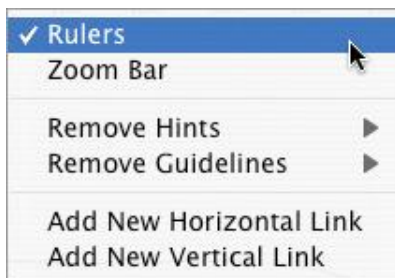 Rulers
Zoom Bar
Remove Hints
Remove Guidelines
Add New Horizontal Link
Add New Vertical Link